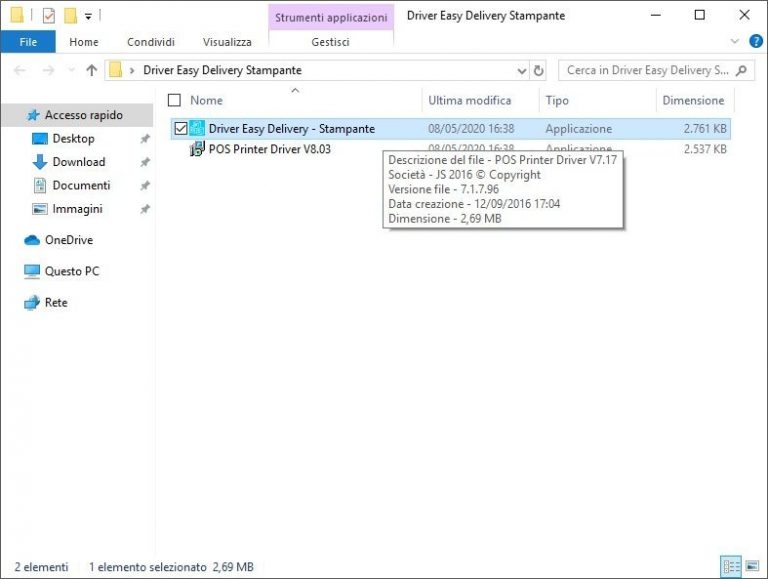 Strumenti applicazioni
Driver Easy Delivery Stampante
File
Home
Condividi
Visualizza
Gestisci
Driver Easy Delivery Stampante
Cerca in Driver Easy Delivery S...
Accesso rapido
Desktop
Download
Documenti
Immagini
OneDrive
Questo PC
Rete
Nome
Ultima modifica
Tipo
Dimensione
Driver Easy Delivery - Stampante
08/05/2020 16:38
Applicazione
2.761 KB
POS Printer Driver V8.03
08/05/2020 16:38
Applicazione
2.537 KB
Descrizione del file - POS Printer Driver V7.17
Società - JS 2016 © Copyright
Versione file - 7.1.7.96
Data creazione - 12/09/2016 17:04
Dimensione - 2,69 MB
2 elementi
1 elemento selezionato 2,69 MB